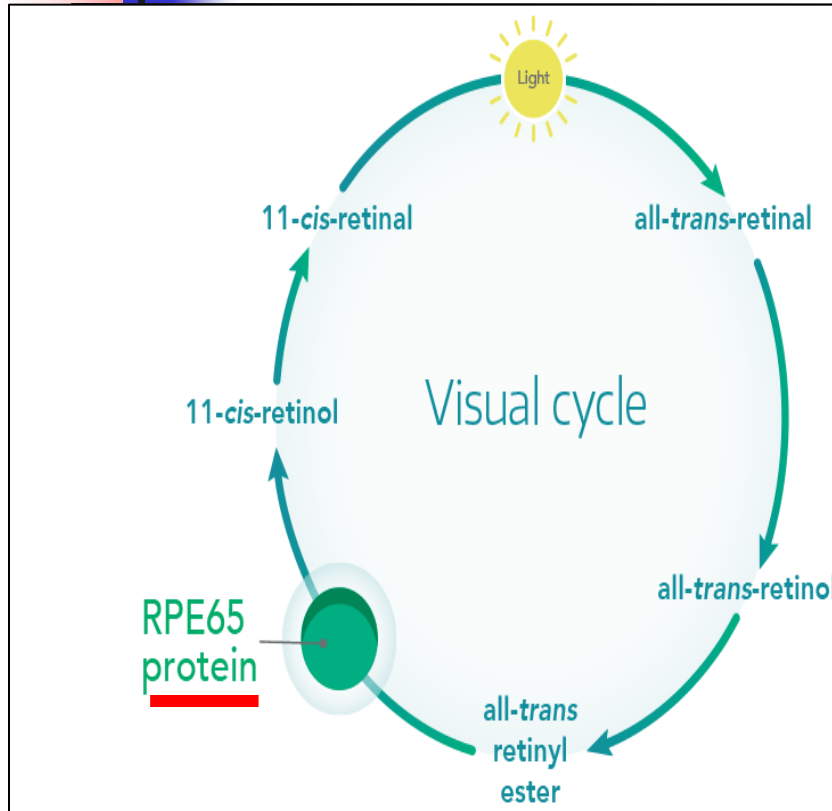 Light
11-cis-retinal
all-trans-retinal
11-cis-retinol
Visual cycle
all-trans-retinol
RPE65
protein
all-trans
retinyl
ester